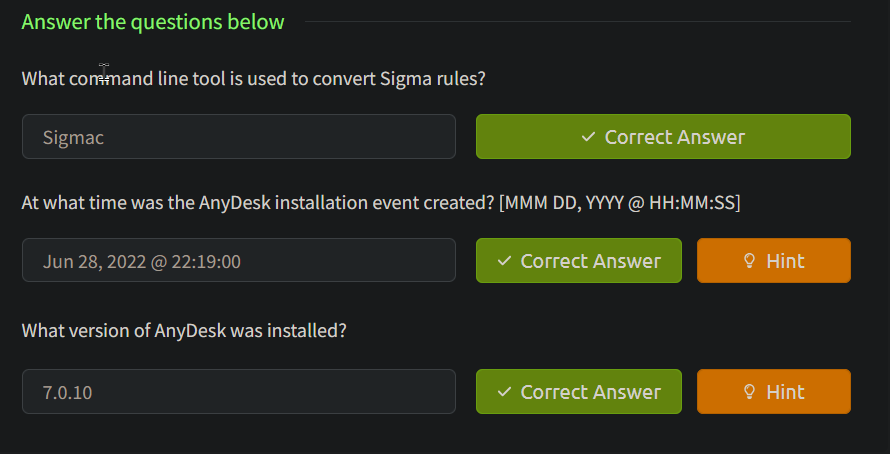 Answer the questions below
What command line tool is used to convert Sigma rules?
Sigmac
Correct Answer
At what time was the AnyDesk installation event created? [MMM DD, YYYY @ HH:MM:SS]
Jun 28, 2022 @ 22:19:00
Correct Answer
Hint
What version of AnyDesk was installed?
7.0.10
Correct Answer
Hint